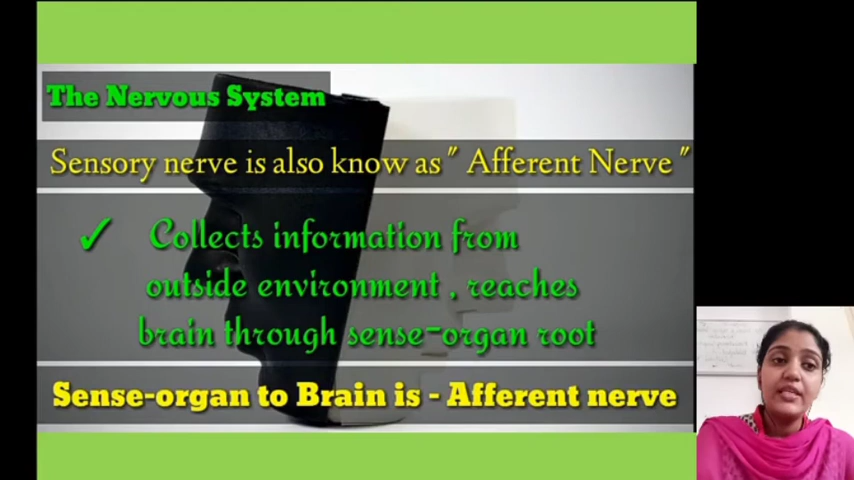 The Nervous System
Sensory nerve is also know as " Afferent Nerve "
✓ Collects information from
outside environment , reaches
brain through sense-organ root
Sense-organ to Brain is - Afferent nerve